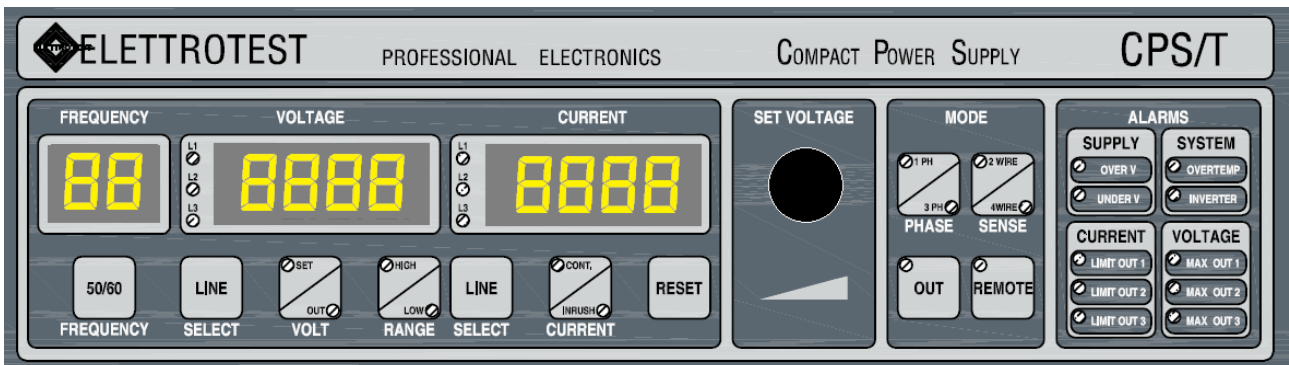 ELETTROTEST PROFESSIONAL ELECTRONICS COMPACT POWER SUPPLY CPS/T
FREQUENCY VOLTAGE CURRENT
88
L1
L2
L3
8888
L1
L2
L3
8888
50/60
FREQUENCY
LINE
SELECT
SET
OUT
VOLT
HIGH
LOW
RANGE
LINE
SELECT
CONT,
INRUSH
CURRENT
RESET
SET VOLTAGE
MODE
1 PH
3 PH
PHASE
2 WIRE
4WIRE
SENSE
OUT
REMOTE
ALARMS
SUPPLY
OVER V
UNDER V
SYSTEM
OVERTEMP
INVERTER
CURRENT
LIMIT OUT 1
LIMIT OUT 2
LIMIT OUT 3
VOLTAGE
MAX OUT 1
MAX OUT 2
MAX OUT 3